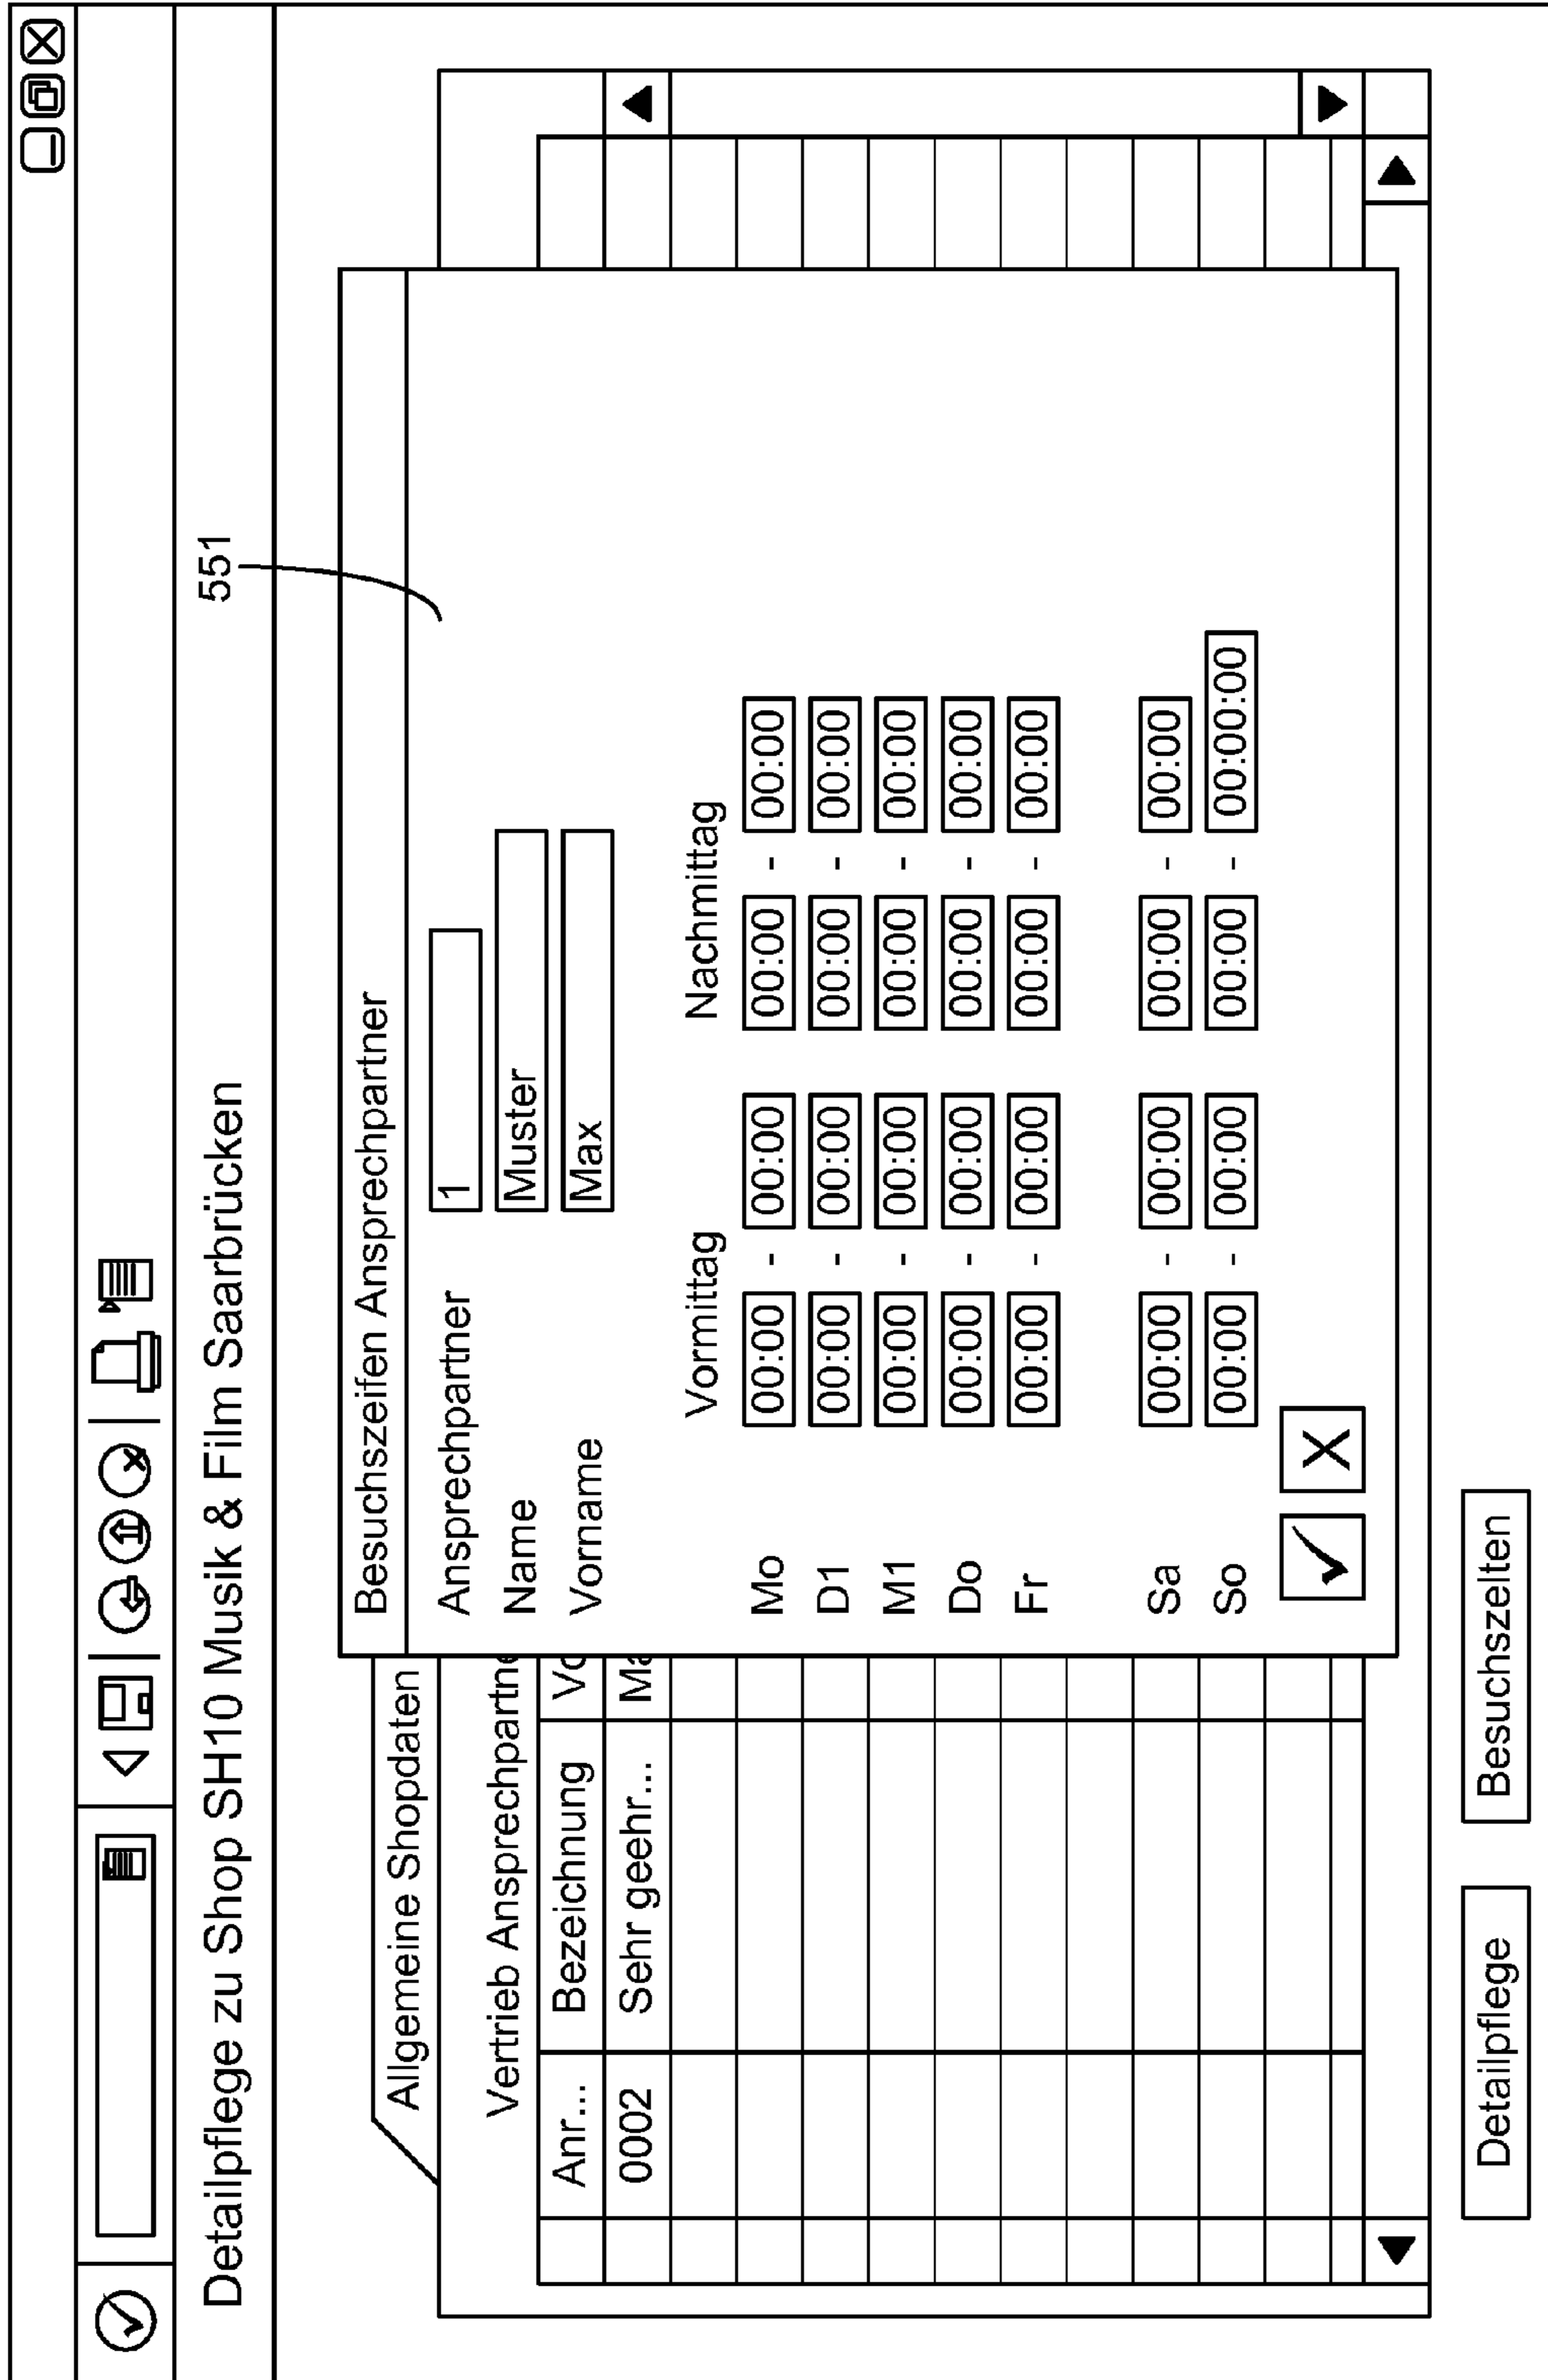 Detailpflege zu Shop SH10 Musik & Film Saarbrücken
551
Allgemeine Shopdaten
Vertrieb Ansprechpartne
Anr... Bezeichnung Vo
0002 Sehr geehr... Ma
Besuchszeifen Ansprechpartner
Ansprechpartner 1
Name Muster
Vorname Max
Vormittag Nachmittag
Mo 00:00 - 00:00 00:00 - 00:00
D1 00:00 - 00:00 00:00 - 00:00
M1 00:00 - 00:00 00:00 - 00:00
Do 00:00 - 00:00 00:00 - 00:00
Fr 00:00 - 00:00 00:00 - 00:00
Sa 00:00 - 00:00 00:00 - 00:00
So 00:00 - 00:00 00:00 - 00:00:00
Detailpflege Besuchszelten